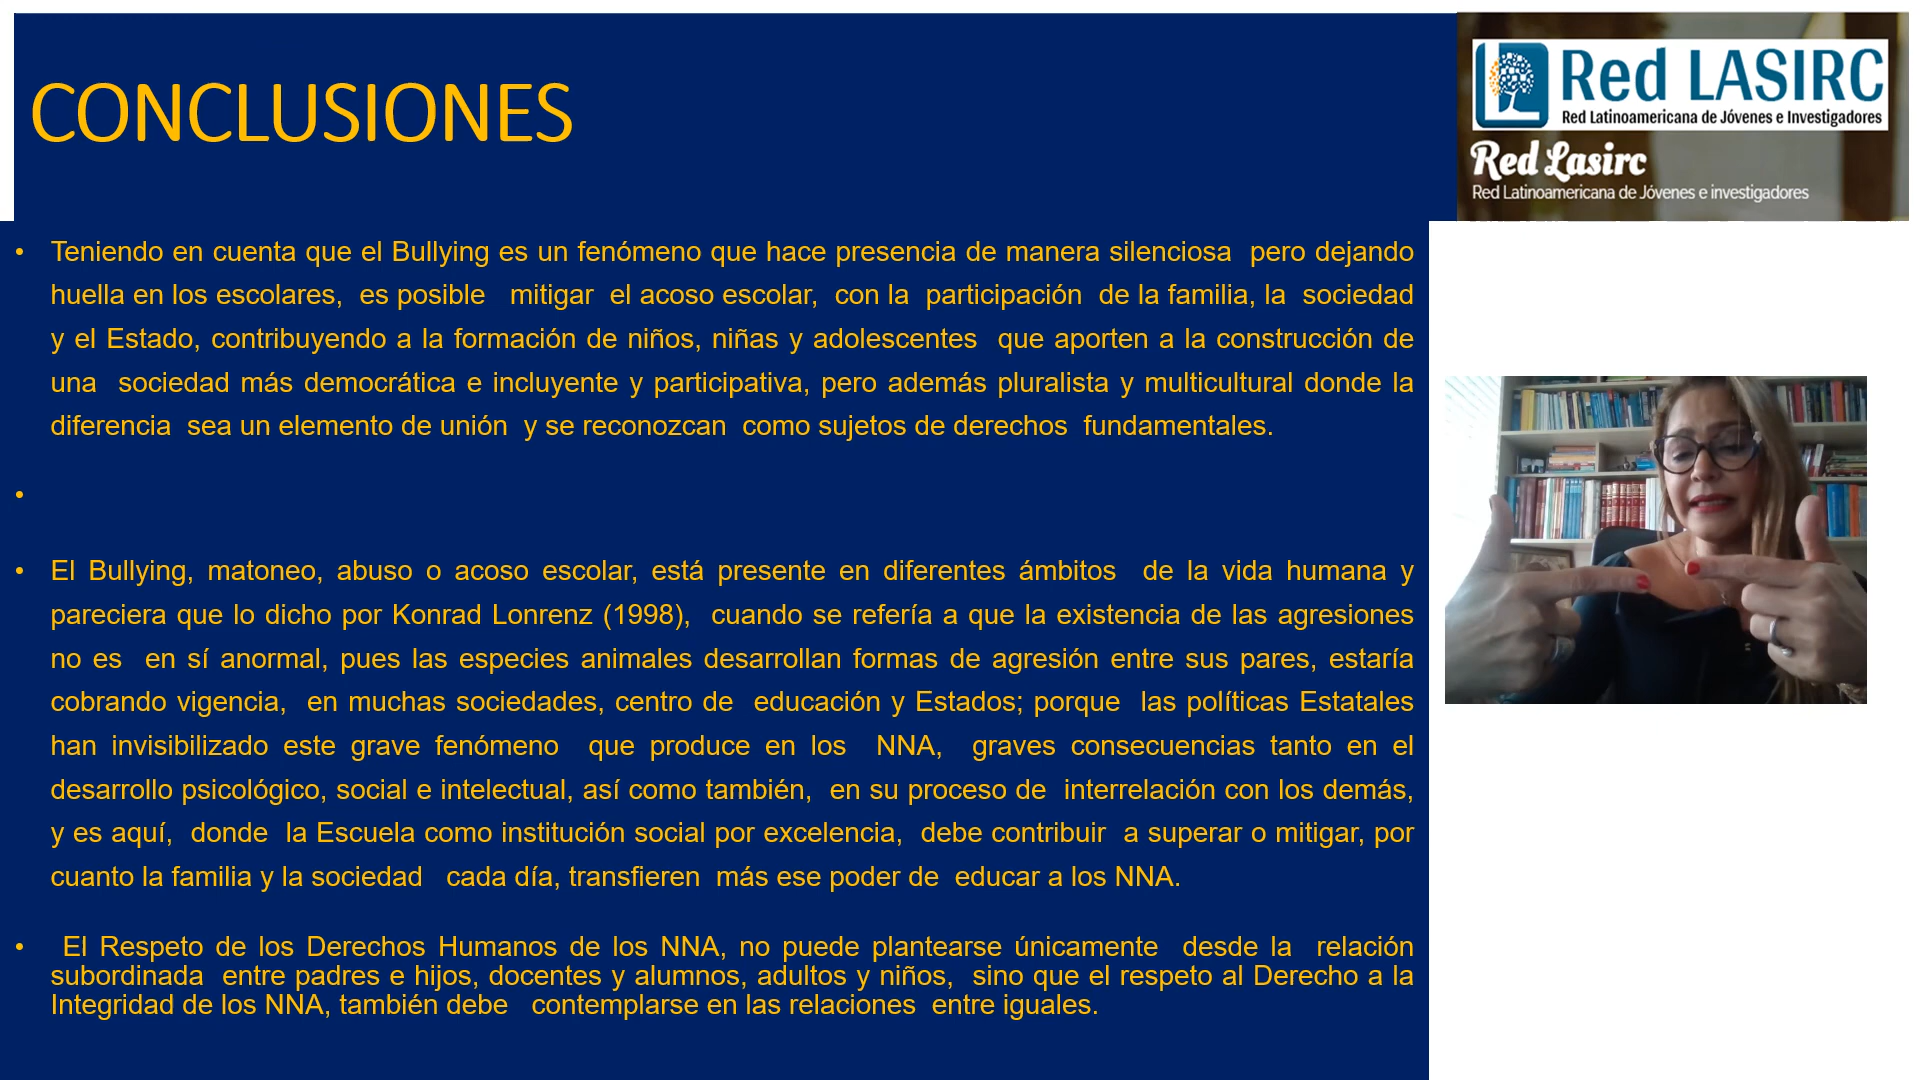 CONCLUSIONES
Red LASIRC
Red Latinoamericana de Jóvenes e Investigadores
Red Lasirc
Red Latinoamericana de Jóvenes e investigadores
• Teniendo en cuenta que el Bullying es un fenómeno que hace presencia de manera silenciosa pero dejando
huella en los escolares, es posible mitigar el acoso escolar, con la participación de la familia, la sociedad
y el Estado, contribuyendo a la formación de niños, niñas y adolescentes que aporten a la construcción de
una sociedad más democrática e incluyente y participativa, pero además pluralista y multicultural donde la
diferencia sea un elemento de unión y se reconozcan como sujetos de derechos fundamentales.
•
• El Bullying, matoneo, abuso o acoso escolar, está presente en diferentes ámbitos de la vida humana y
pareciera que lo dicho por Konrad Lonrenz (1998), cuando se refería a que la existencia de las agresiones
no es en sí anormal, pues las especies animales desarrollan formas de agresión entre sus pares, estaría
cobrando vigencia, en muchas sociedades, centro de educación y Estados; porque las políticas Estatales
han invisibilizado este grave fenómeno que produce en los NNA, graves consecuencias tanto en el
desarrollo psicológico, social e intelectual, así como también, en su proceso de interrelación con los demás,
y es aquí, donde la Escuela como institución social por excelencia, debe contribuir a superar o mitigar, por
cuanto la familia y la sociedad cada día, transfieren más ese poder de educar a los NNA.
• El Respeto de los Derechos Humanos de los NNA, no puede plantearse únicamente desde la relación
subordinada entre padres e hijos, docentes y alumnos, adultos y niños, sino que el respeto al Derecho a la
Integridad de los NNA, también debe contemplarse en las relaciones entre iguales.